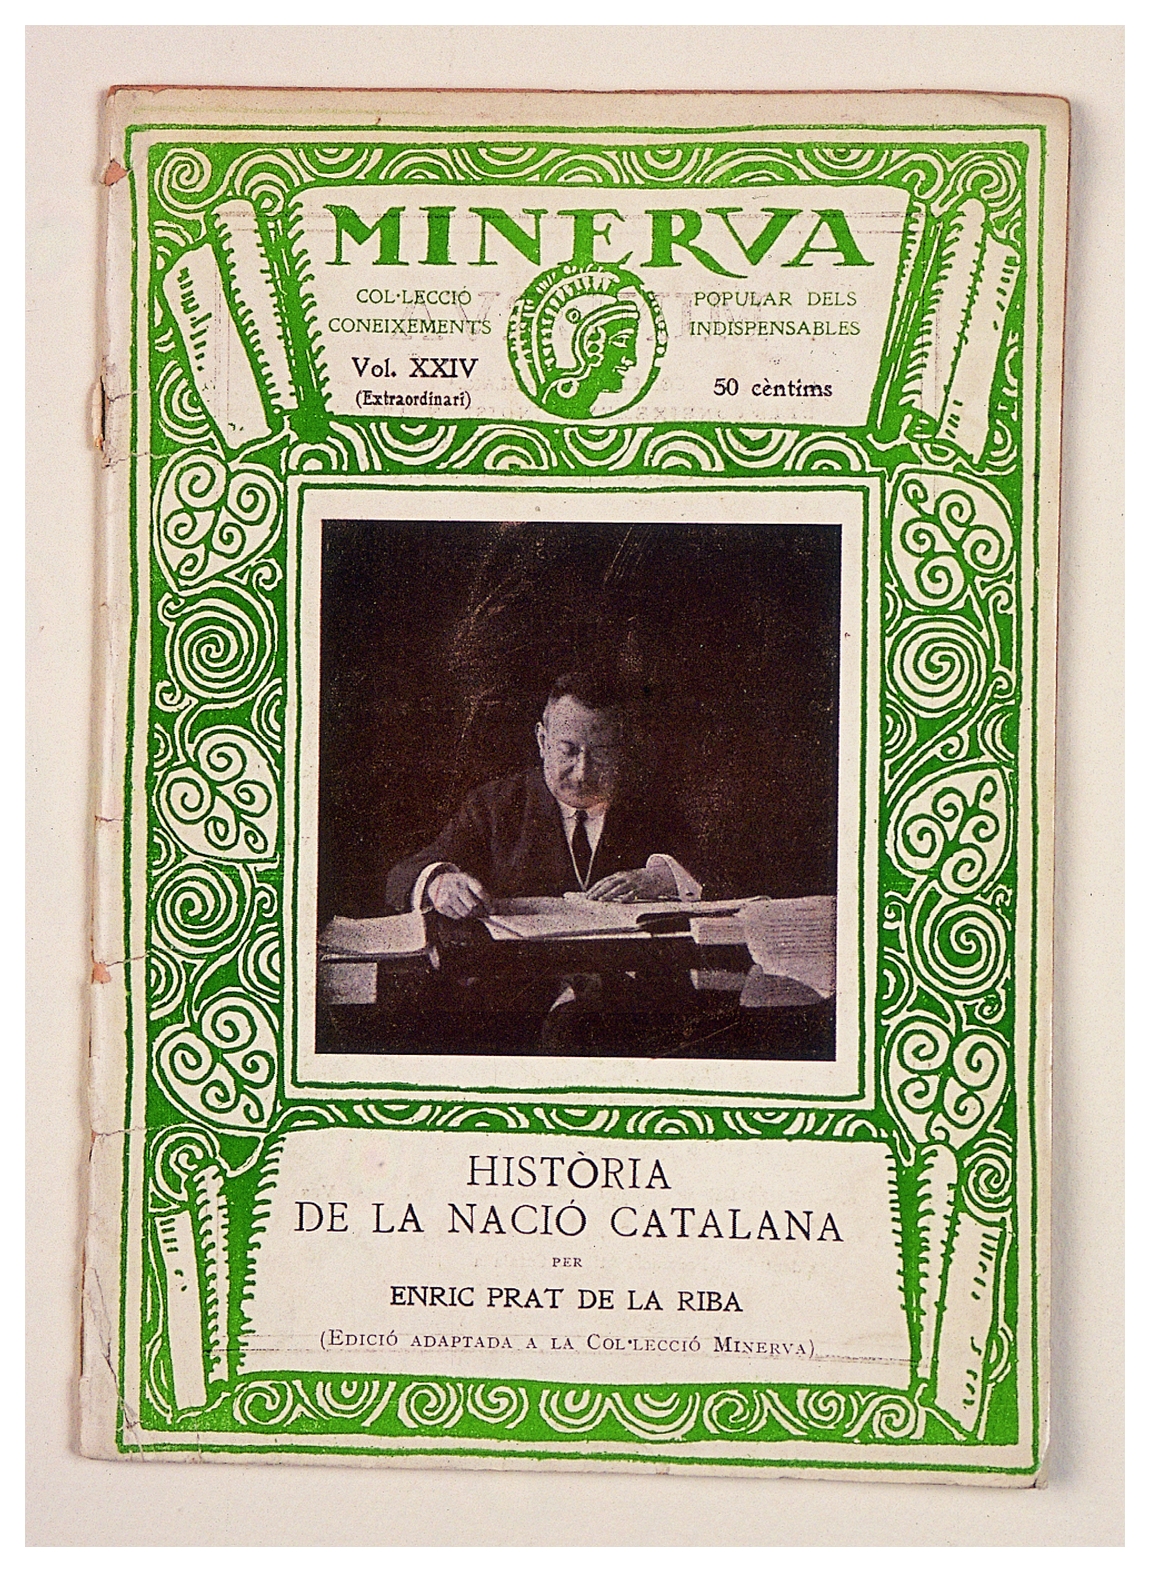 MINERVA
COL·LECCIÓ POPULAR DELS
CONEIXEMENTS INDISPENSABLES
Vol. XXIV
(Extraordinari)
50 cèntims
HISTÒRIA
DE LA NACIÓ CATALANA
PER
ENRIC PRAT DE LA RIBA
(EDICIÓ ADAPTADA A LA COL·LECCIÓ MINERVA)